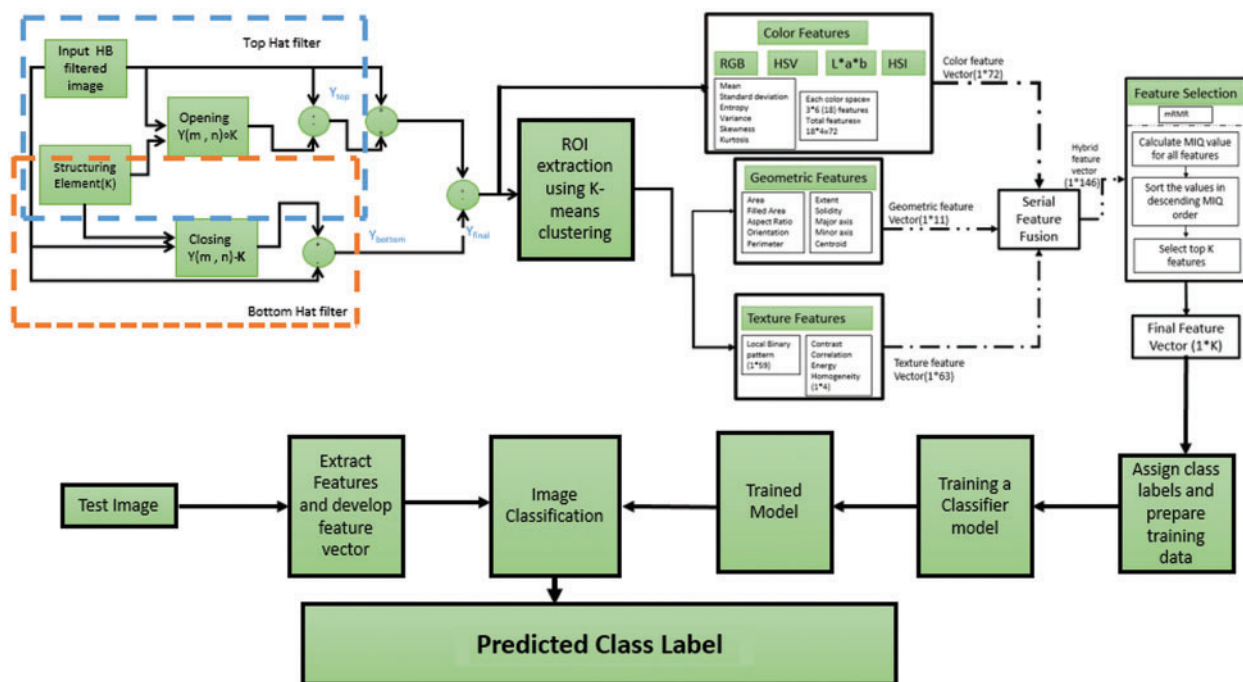 Top Hat filter
Input HB
filtered
image
Y_top
Opening
Y(m , n)∘K
Structuring
Element(K)
Closing
Y(m , n)-K
Y_bottom
Y_final
Bottom Hat filter
ROI
extraction
using K-
means
clustering
Color Features
RGB
HSV
L*a*b
HSI
Mean
Standard deviation
Entropy
Variance
Skewness
Kurtosis
Each color space=
3*6 (18) features
Total features=
18*4=72
Color feature
Vector(1*72)
Geometric Features
Area
Filled Area
Aspect Ratio
Orientation
Perimeter
Extent
Solidity
Major axis
Minor axis
Centroid
Geometric feature
Vector(1*11)
Texture Features
Local Binary
pattern
(1*59)
Contrast
Correlation
Energy
Homogeneity
(1*4)
Texture feature
Vector(1*63)
Serial
Feature
Fusion
Hybrid
feature
vector
(1*146)
Feature Selection
mRMR
Calculate MIQ value
for all features
Sort the values in
descending MIQ
order
Select top K
features
Final Feature
Vector (1*K)
Assign class
labels and
prepare
training
data
Training a
Classifier
model
Trained
Model
Image
Classification
Extract
Features
and develop
feature
vector
Test Image
Predicted Class Label